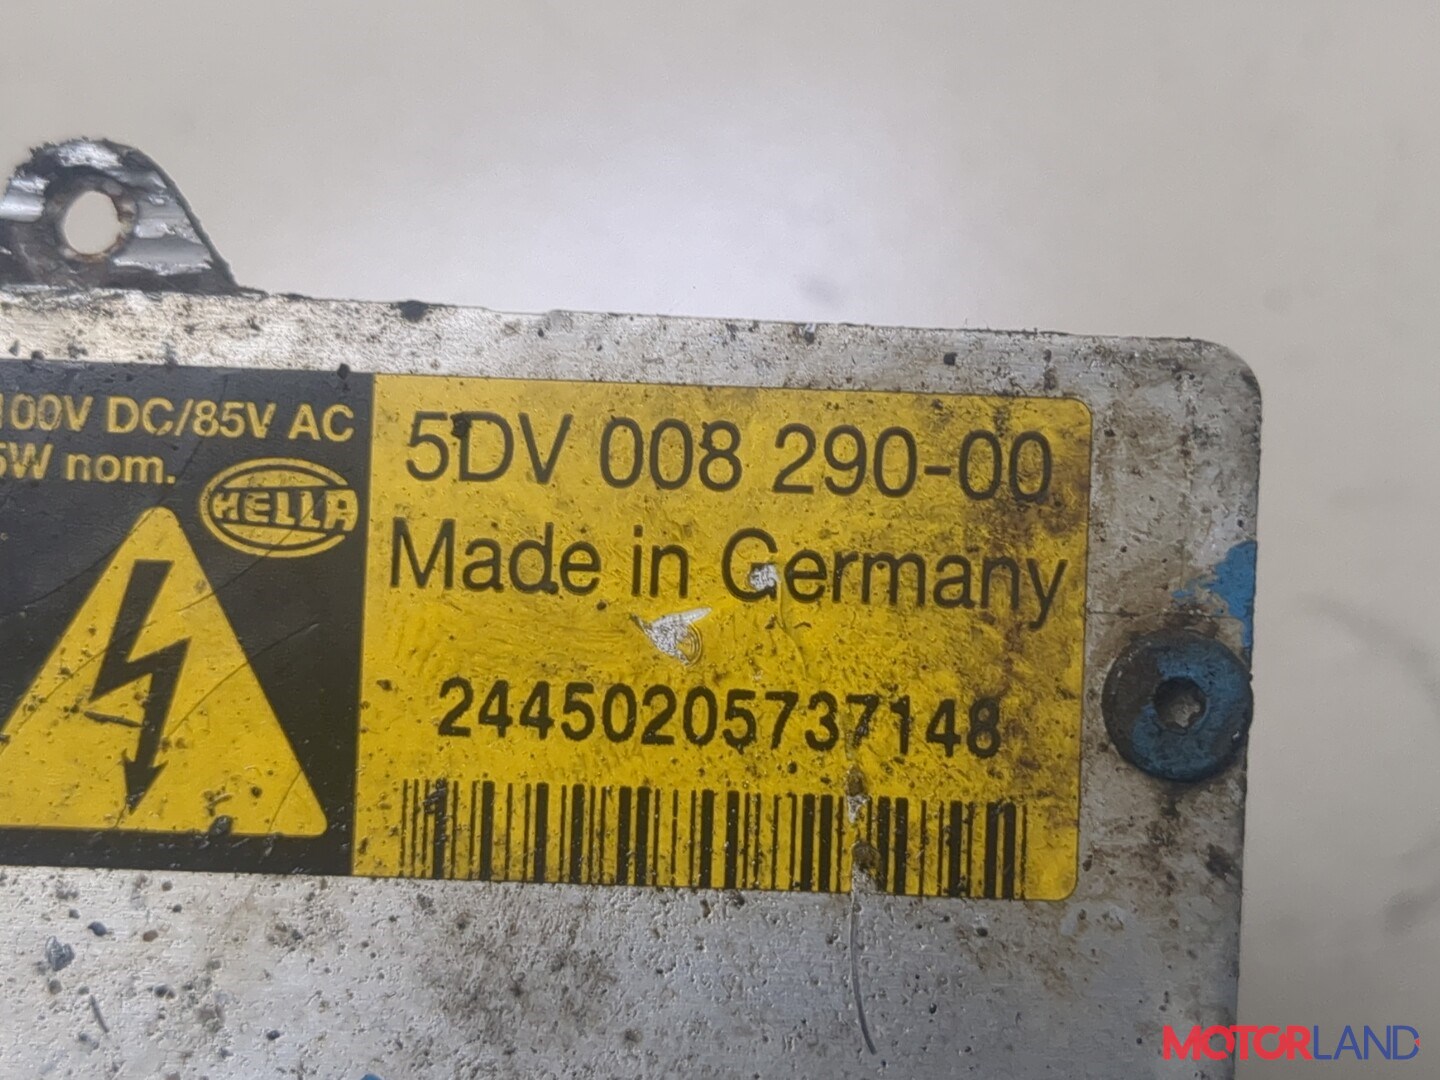 100V DC/85V AC
5W nom.
HELLA
5DV 008 290-00
Made in Germany
24450205737148
MOTORLAND